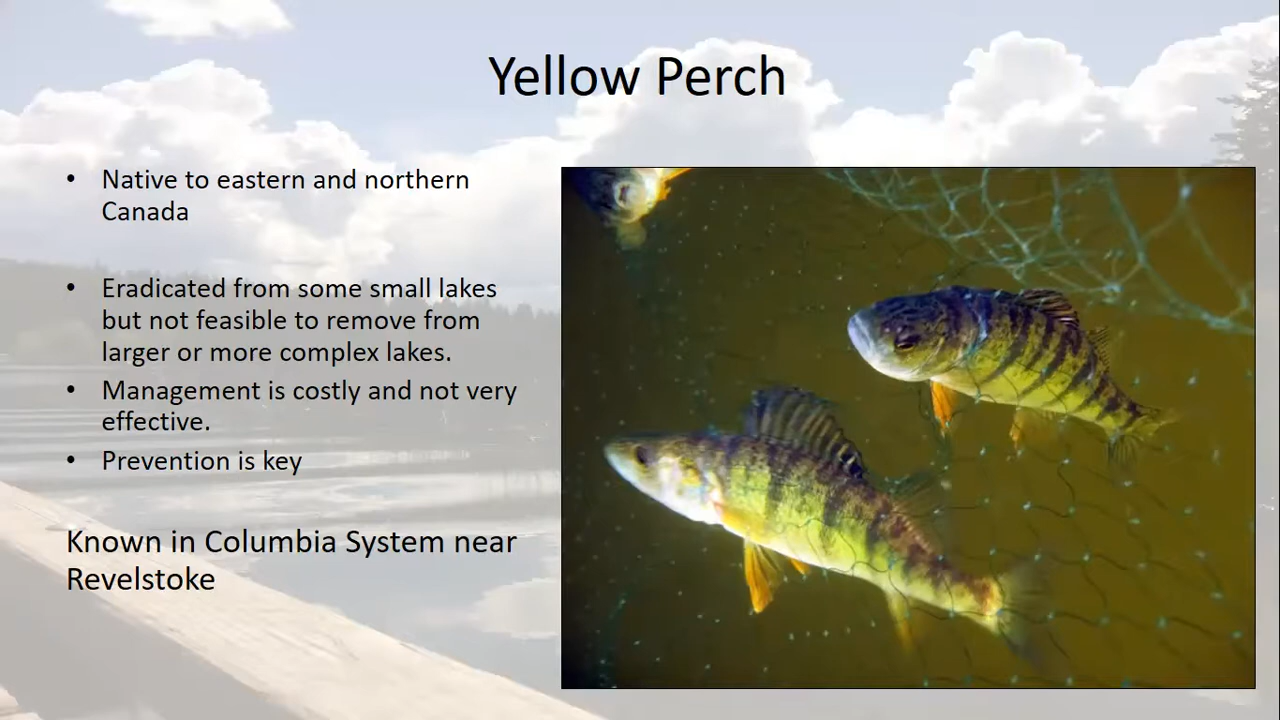 Yellow Perch
• Native to eastern and northern
Canada
• Eradicated from some small lakes
but not feasible to remove from
larger or more complex lakes.
• Management is costly and not very
effective.
• Prevention is key
Known in Columbia System near
Revelstoke